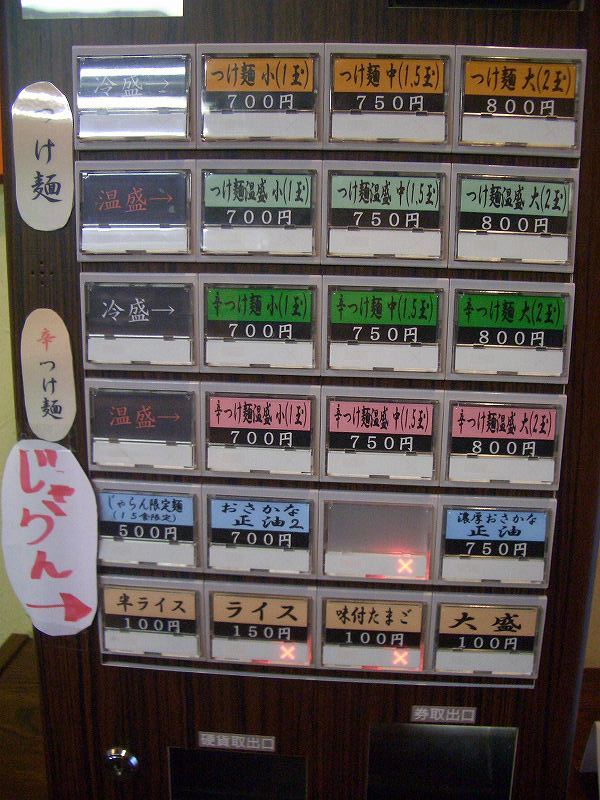 つけ麺
冷盛→
つけ麺 小(1玉)
700円
つけ麺 中(1.5玉)
750円
つけ麺 大(2玉)
800円
温盛→
つけ麺温盛 小(1玉)
700円
つけ麺温盛 中(1.5玉)
750円
つけ麺温盛 大(2玉)
800円
辛つけ麺
冷盛→
辛つけ麺 小(1玉)
700円
辛つけ麺 中(1.5玉)
750円
辛つけ麺 大(2玉)
800円
温盛→
辛つけ麺温盛 小(1玉)
700円
辛つけ麺温盛 中(1.5玉)
750円
辛つけ麺温盛 大(2玉)
800円
じゃらん→
じゃらん限定麺
(15食限定)
500円
おさかな
正油2
700円
×
濃厚おさかな
正油
750円
半ライス
100円
ライス
150円
×
味付たまご
100円
×
大盛
100円
硬貨取出口
券取出口